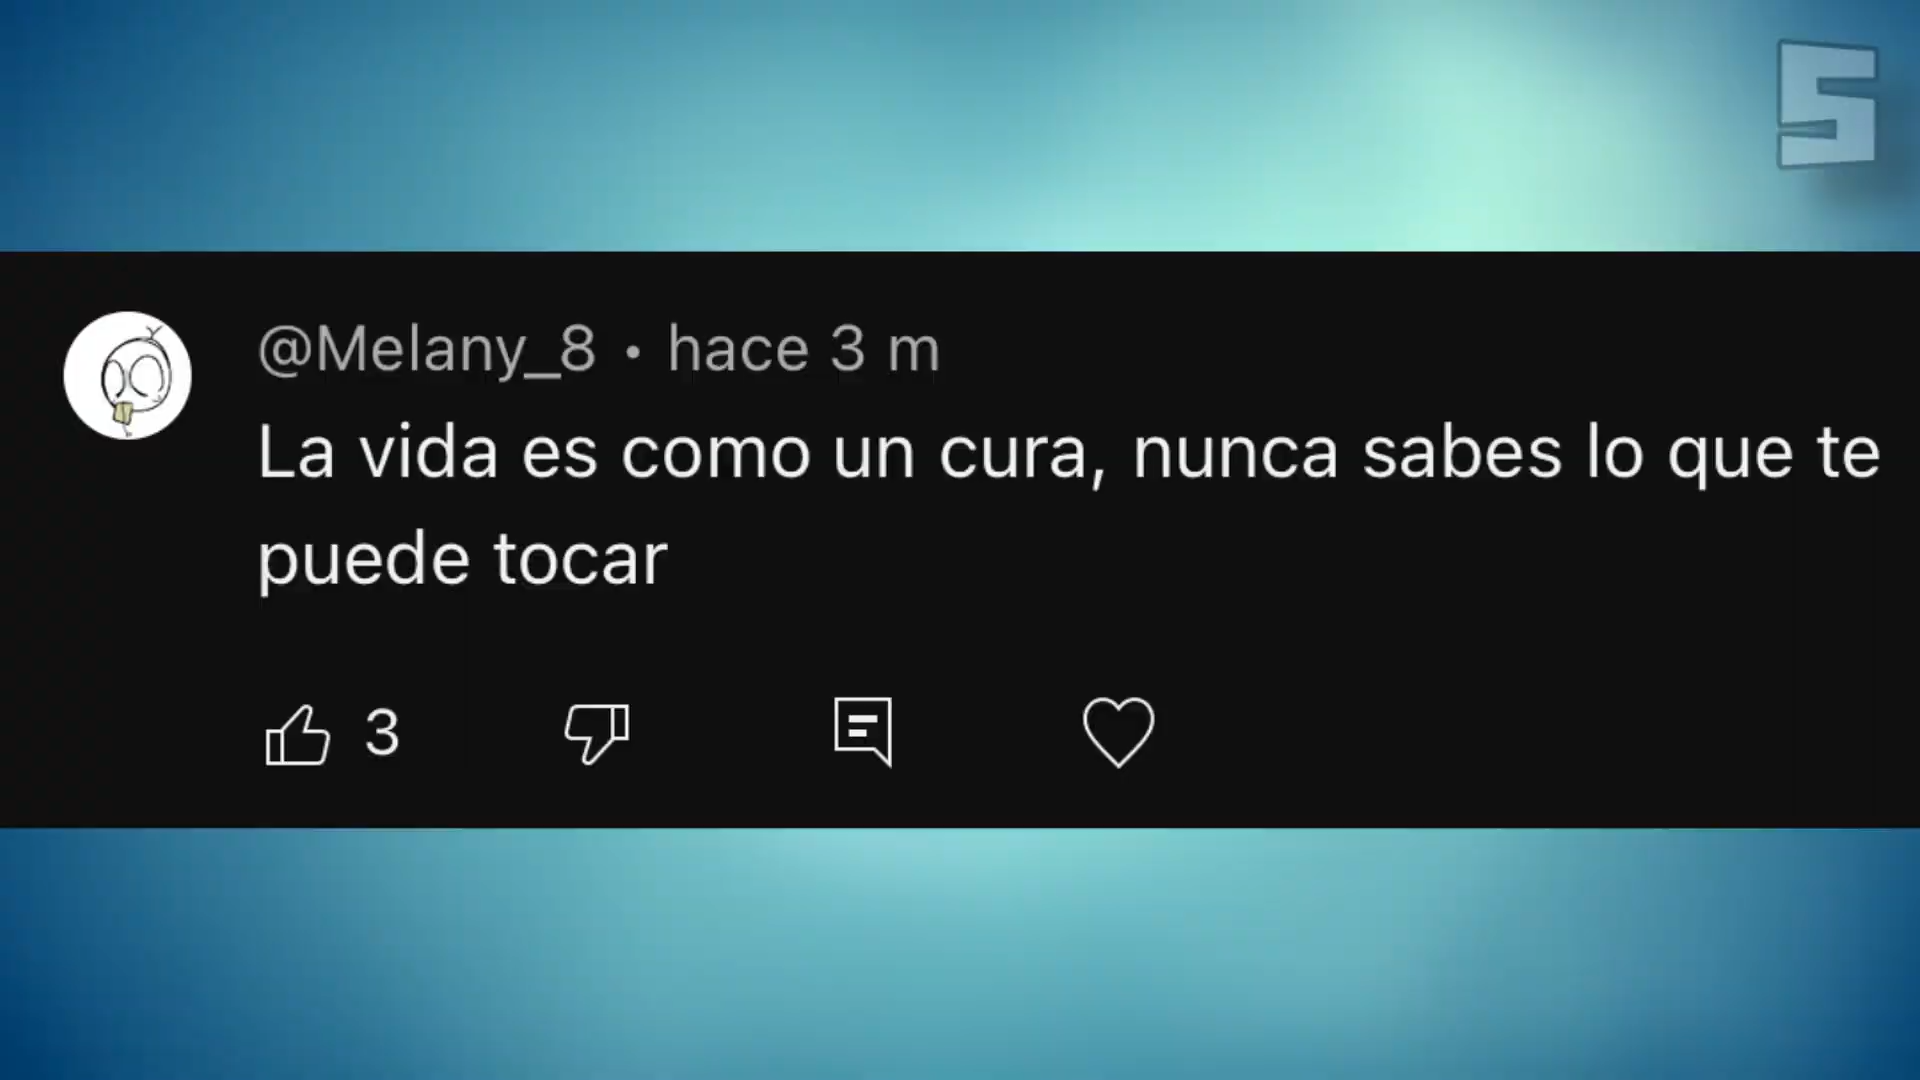 S
@Melany_8 • hace 3 m
La vida es como un cura, nunca sabes lo que te
puede tocar
3